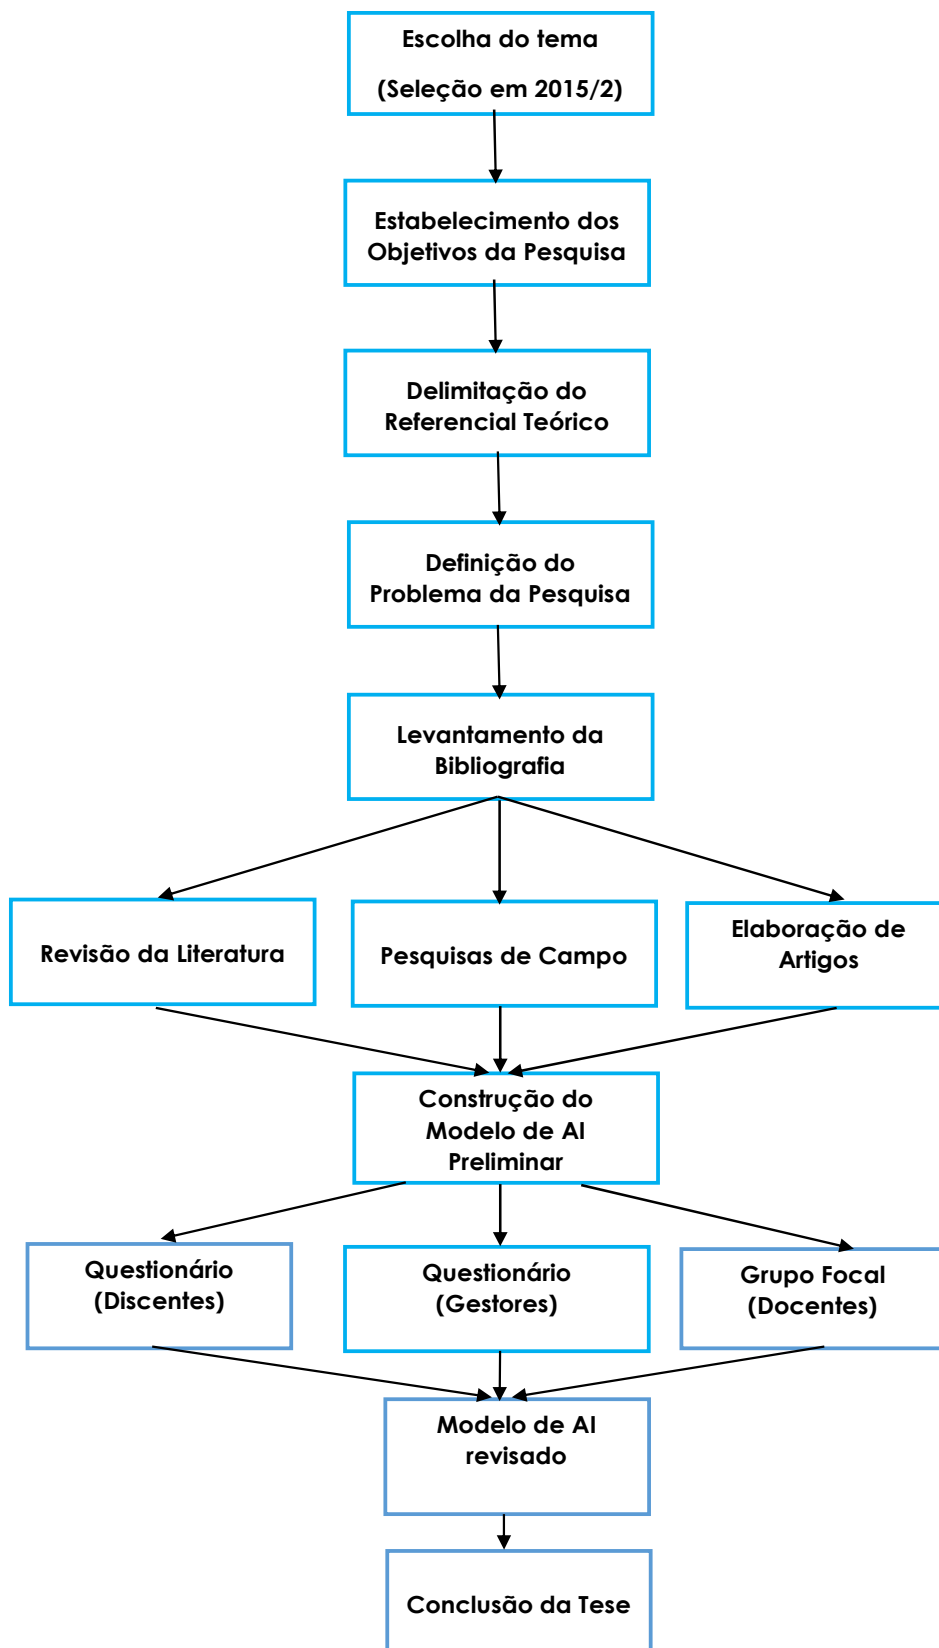 Escolha do tema
(Seleção em 2015/2)
Estabelecimento dos
Objetivos da Pesquisa
Delimitação do
Referencial Teórico
Definição do
Problema da Pesquisa
Levantamento da
Bibliografia
Revisão da Literatura
Pesquisas de Campo
Elaboração de
Artigos
Construção do
Modelo de AI
Preliminar
Questionário
(Discentes)
Questionário
(Gestores)
Grupo Focal
(Docentes)
Modelo de AI
revisado
Conclusão da Tese